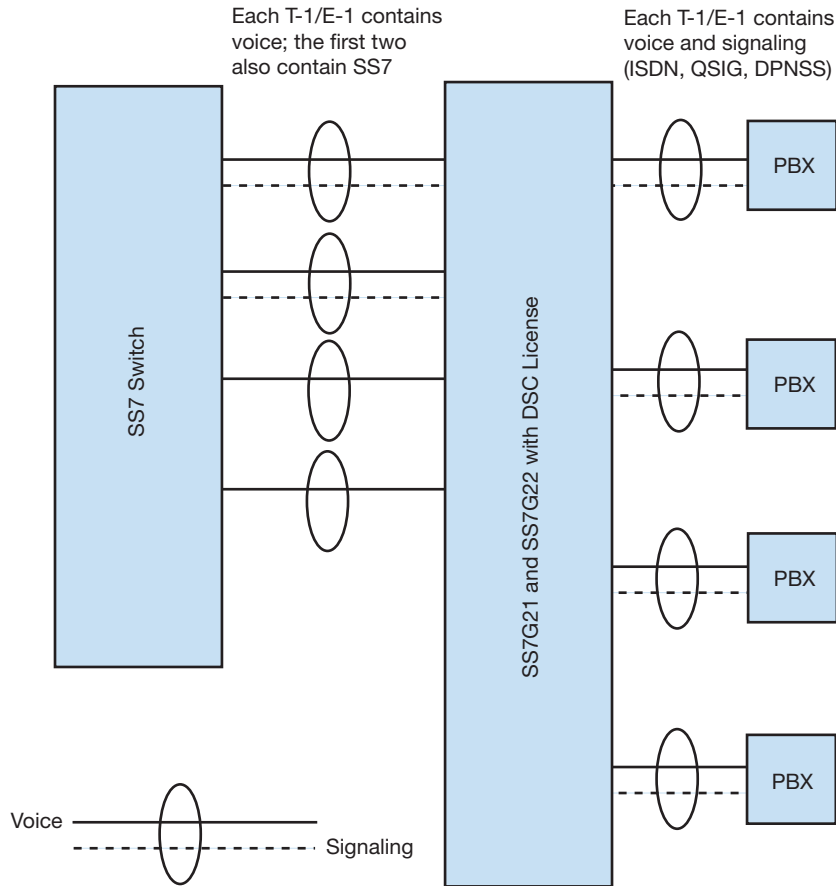 Each T-1/E-1 contains
voice; the first two
also contain SS7
Each T-1/E-1 contains
voice and signaling
(ISDN, QSIG, DPNSS)
SS7 Switch
SS7G21 and SS7G22 with DSC License
PBX
PBX
PBX
PBX
Voice
Signaling